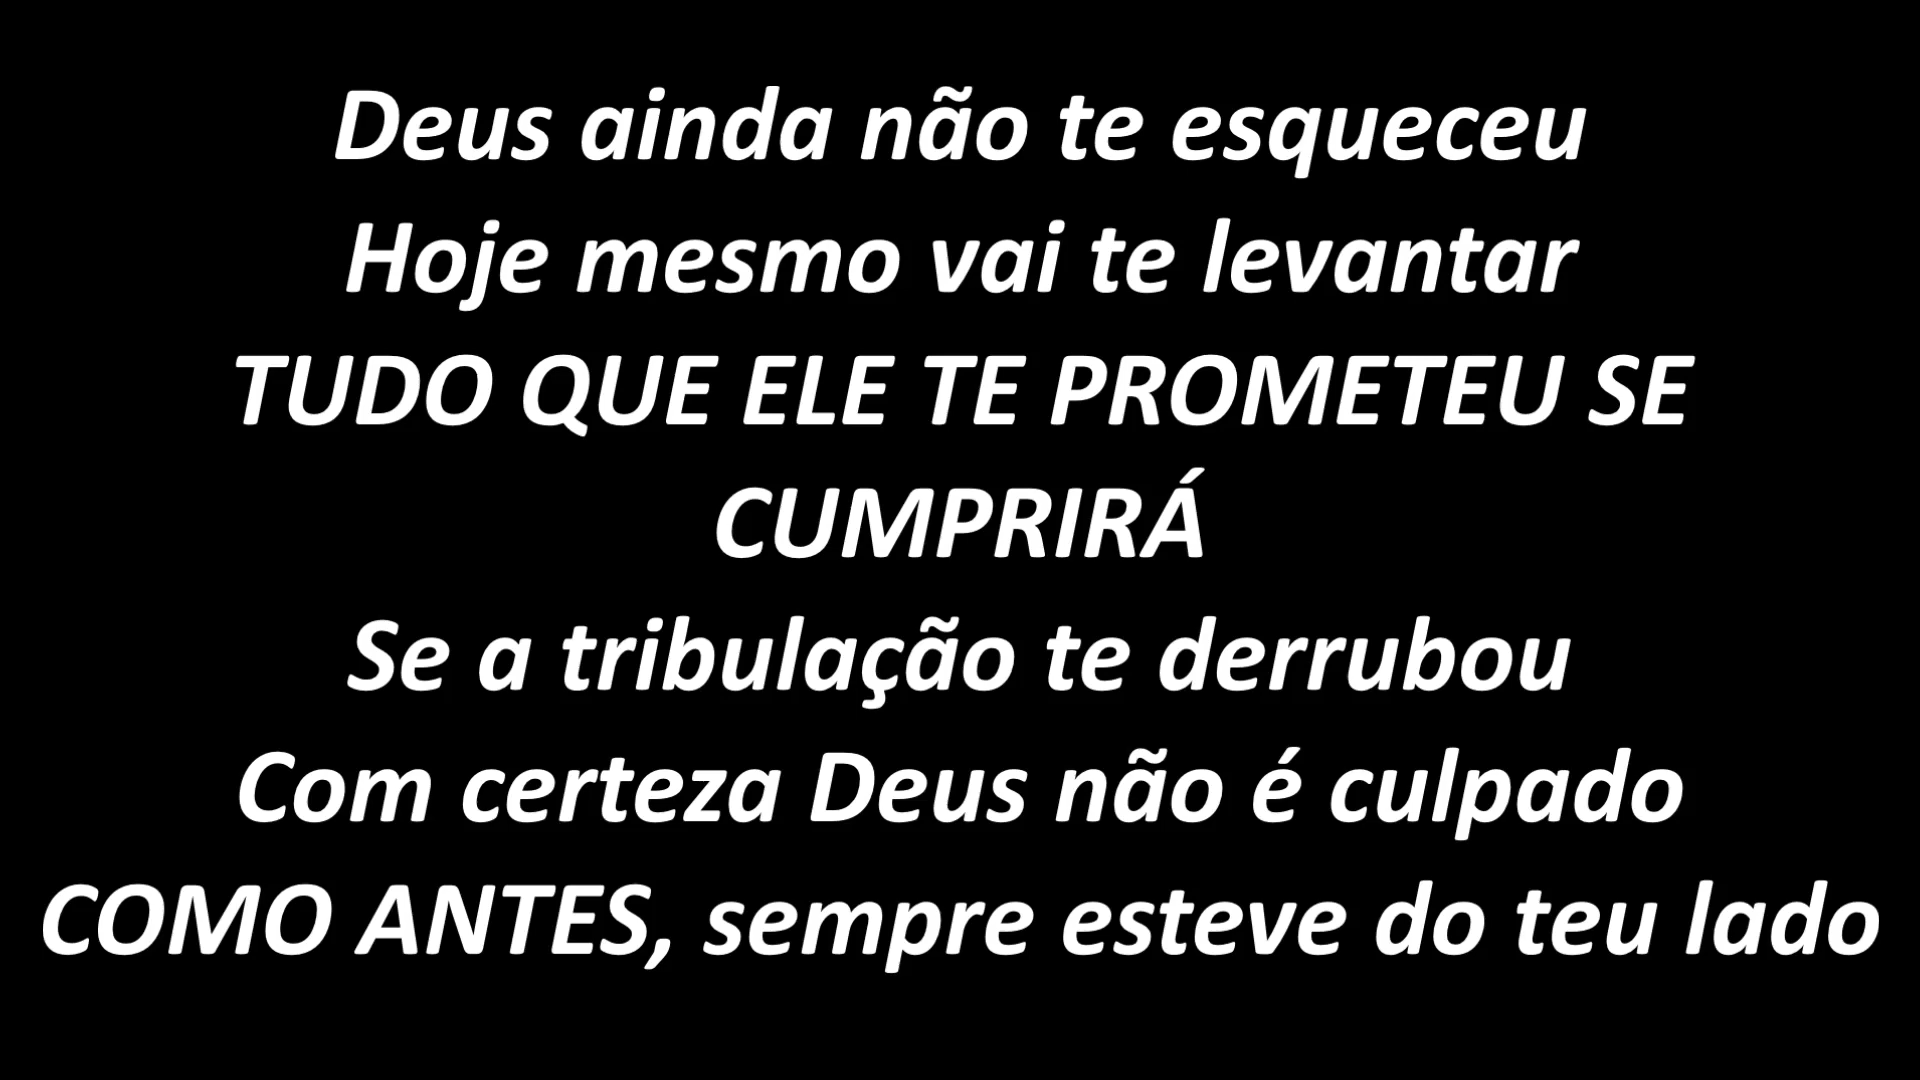 Deus ainda não te esqueceu
Hoje mesmo vai te levantar
TUDO QUE ELE TE PROMETEU SE
CUMPRIRÁ
Se a tribulação te derrubou
Com certeza Deus não é culpado
COMO ANTES, sempre esteve do teu lado